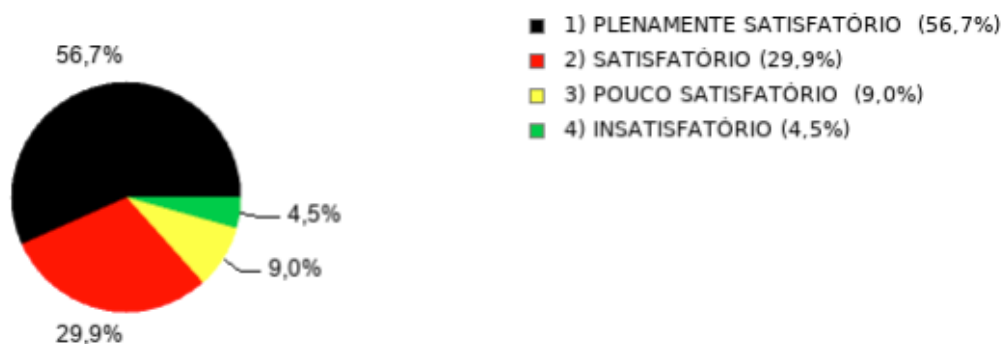 56,7%
4,5%
9,0%
29,9%
1) PLENAMENTE SATISFATÓRIO (56,7%)
2) SATISFATÓRIO (29,9%)
3) POUCO SATISFATÓRIO (9,0%)
4) INSATISFATÓRIO (4,5%)